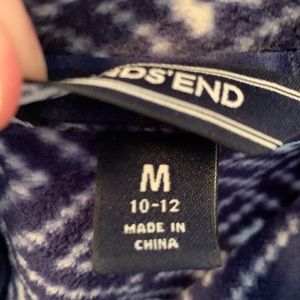 NDS' END
M
10-12
MADE IN
CHINA